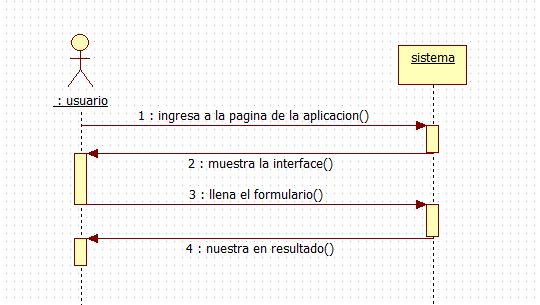 sistema
: usuario
1 : ingresa a la pagina de la aplicacion()
2 : muestra la interface()
3 : llena el formulario()
4 : nuestra en resultado()